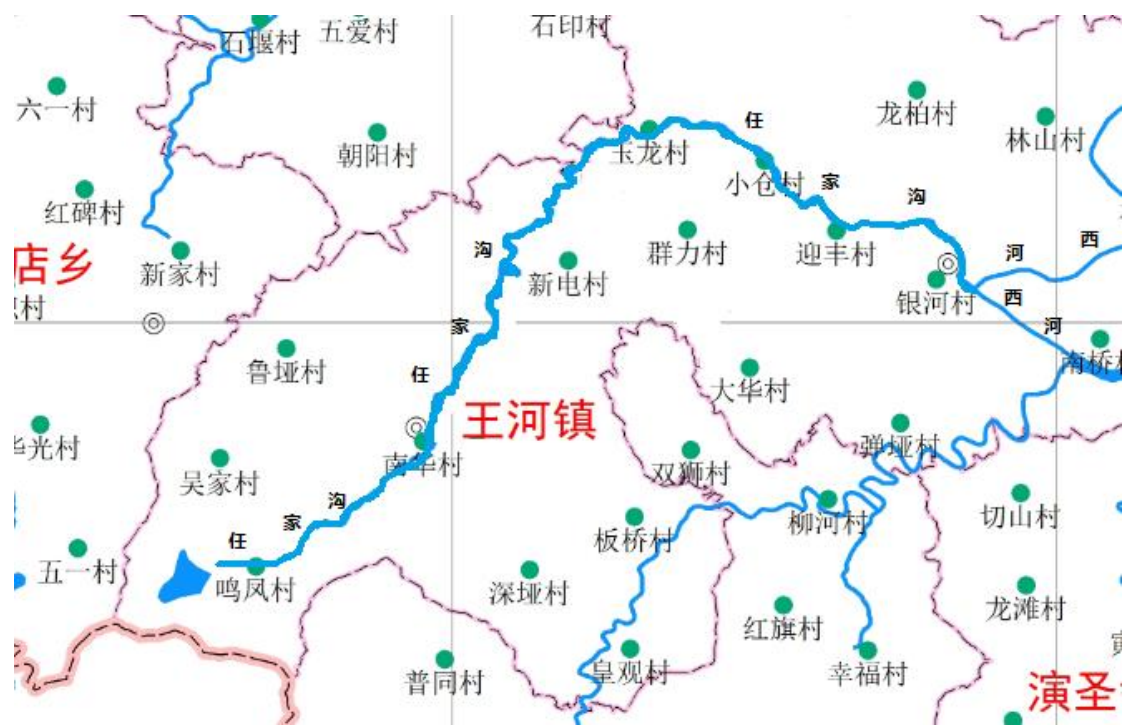 石堰村
五爱村
石印村
六一村
朝阳村
玉龙村
任
龙柏村
林山村
小仓村
家
沟
红碑村
店乡
新家村
沟
新电村
群力村
迎丰村
河
西
银河村
西
河
家
鲁垭村
任
大华村
南桥村
王河镇
华光村
南华村
吴家村
双狮村
弹垭村
沟
家
任
板桥村
柳河村
切山村
五一村
鸣凤村
深垭村
红旗村
龙滩村
普同村
皇观村
幸福村
演圣